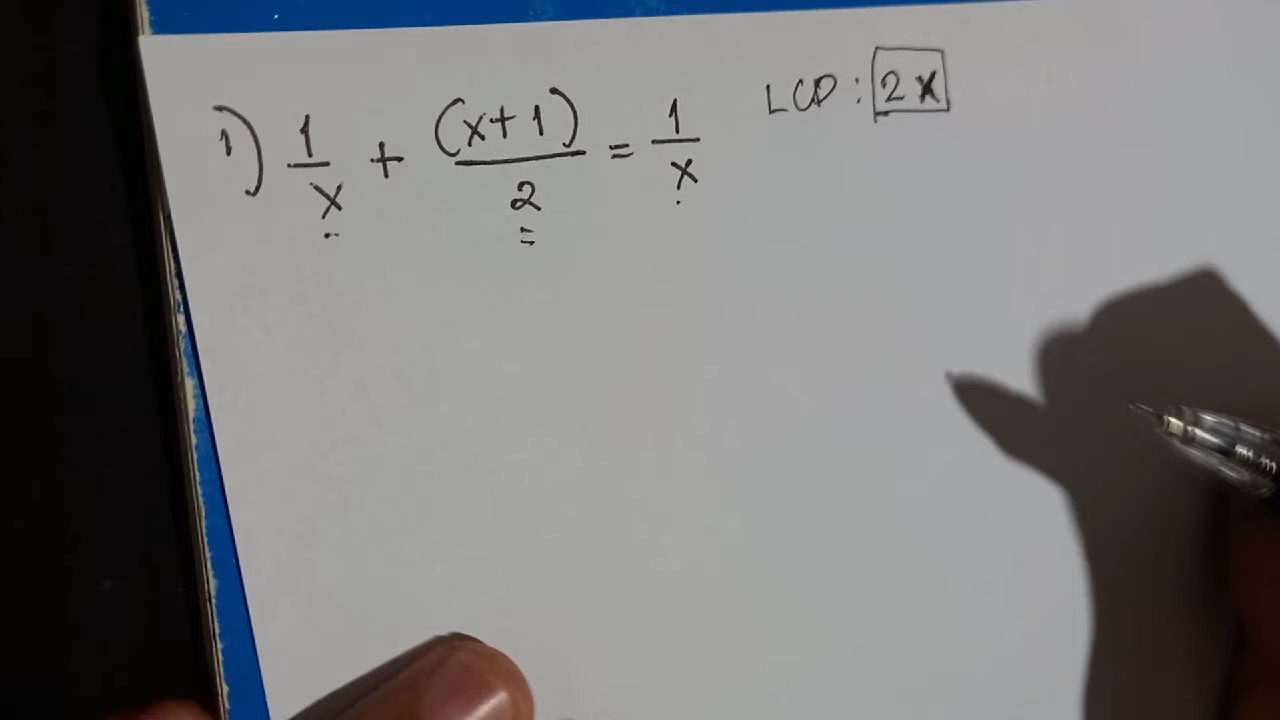 1) 1/x + (x+1)/2 = 1/x
LCD : 2x